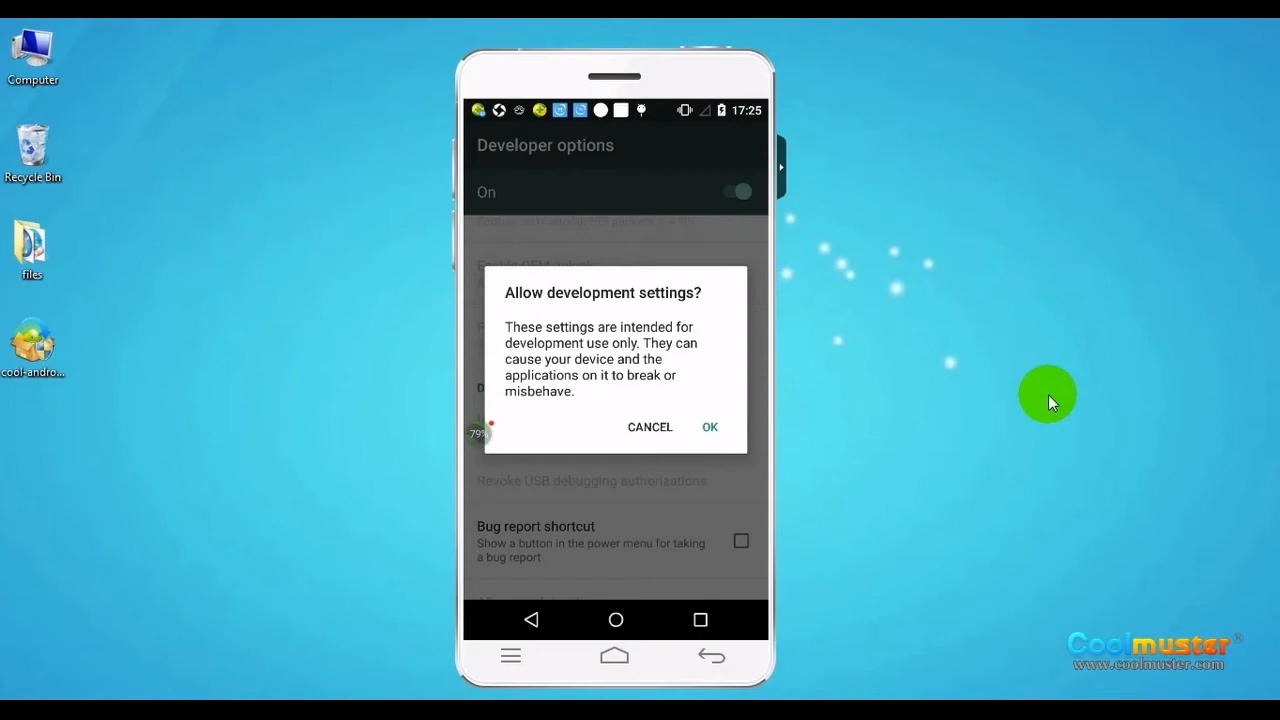 Computer
Recycle Bin
files
cool-andro...
17:25
Developer options
On
Allow development settings?
These settings are intended for
development use only. They can
cause your device and the
applications on it to break or
misbehave.
CANCEL
OK
79%
Revoke USB debugging authorizations
Bug report shortcut
Show a button in the power menu for taking
a bug report
Coolmuster®
www.coolmuster.com